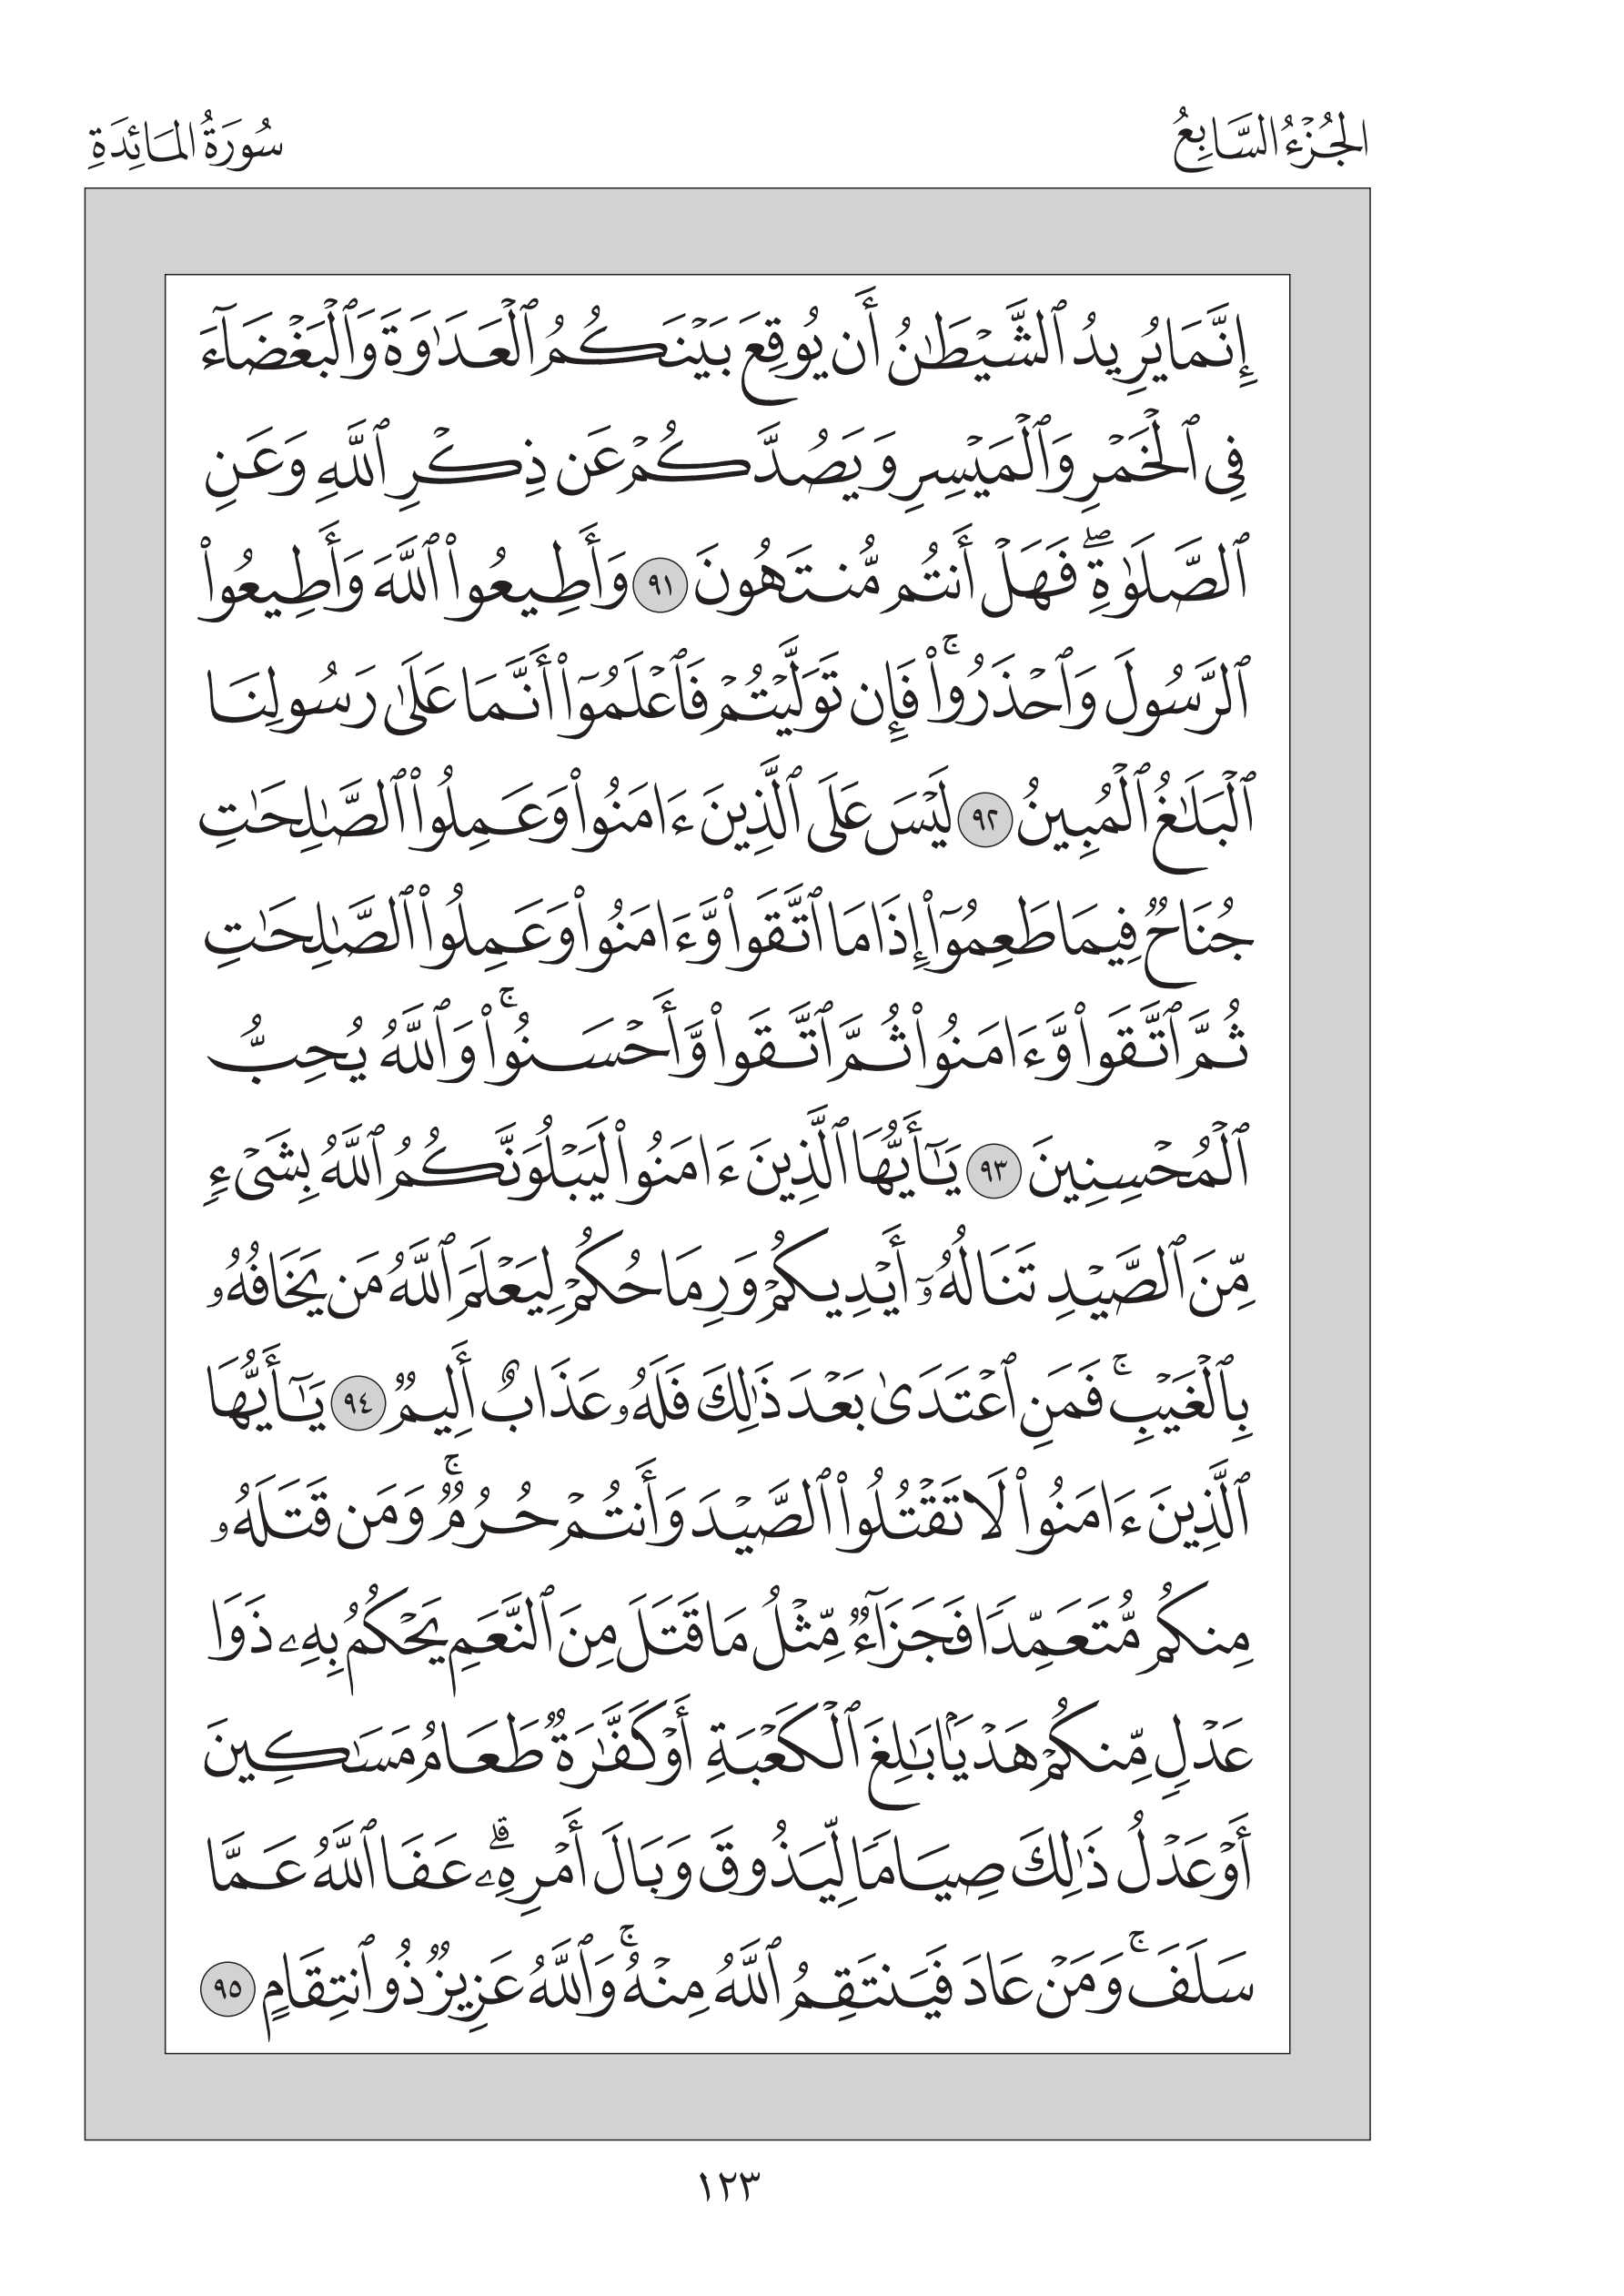 الجُزْءُ السَّابِعُ
سُورَةُ المَائِدَةِ
إِنَّمَا يُرِيدُ ٱلشَّيْطَٰنُ أَن يُوقِعَ بَيْنَكُمُ ٱلْعَدَٰوَةَ وَٱلْبَغْضَآءَ
فِى ٱلْخَمْرِ وَٱلْمَيْسِرِ وَيَصُدَّكُمْ عَن ذِكْرِ ٱللَّهِ وَعَنِ
ٱلصَّلَوٰةِۖ فَهَلْ أَنتُم مُّنتَهُونَ ٩١ وَأَطِيعُوا۟ ٱللَّهَ وَأَطِيعُوا۟
ٱلرَّسُولَ وَٱحْذَرُوا۟ۚ فَإِن تَوَلَّيْتُمْ فَٱعْلَمُوٓا۟ أَنَّمَا عَلَىٰ رَسُولِنَا
ٱلْبَلَٰغُ ٱلْمُبِينُ ٩٢ لَيْسَ عَلَى ٱلَّذِينَ ءَامَنُوا۟ وَعَمِلُوا۟ ٱلصَّٰلِحَٰتِ
جُنَاحٌ فِيمَا طَعِمُوٓا۟ إِذَا مَا ٱتَّقَوا۟ وَّءَامَنُوا۟ وَعَمِلُوا۟ ٱلصَّٰلِحَٰتِ
ثُمَّ ٱتَّقَوا۟ وَّءَامَنُوا۟ ثُمَّ ٱتَّقَوا۟ وَّأَحْسَنُوا۟ۚ وَٱللَّهُ يُحِبُّ
ٱلْمُحْسِنِينَ ٩٣ يَٰٓأَيُّهَا ٱلَّذِينَ ءَامَنُوا۟ لَيَبْلُوَنَّكُمُ ٱللَّهُ بِشَىْءٍ
مِّنَ ٱلصَّيْدِ تَنَالُهُۥٓ أَيْدِيكُمْ وَرِمَاحُكُمْ لِيَعْلَمَ ٱللَّهُ مَن يَخَافُهُۥ
بِٱلْغَيْبِۚ فَمَنِ ٱعْتَدَىٰ بَعْدَ ذَٰلِكَ فَلَهُۥ عَذَابٌ أَلِيمٌ ٩٤ يَٰٓأَيُّهَا
ٱلَّذِينَ ءَامَنُوا۟ لَا تَقْتُلُوا۟ ٱلصَّيْدَ وَأَنتُمْ حُرُمٌۚ وَمَن قَتَلَهُۥ
مِنكُم مُّتَعَمِّدًا فَجَزَآءٌ مِّثْلُ مَا قَتَلَ مِنَ ٱلنَّعَمِ يَحْكُمُ بِهِۦ ذَوَا
عَدْلٍ مِّنكُمْ هَدْيًۢا بَٰلِغَ ٱلْكَعْبَةِ أَوْ كَفَّٰرَةٌ طَعَامُ مَسَٰكِينَ
أَوْ عَدْلُ ذَٰلِكَ صِيَامًا لِّيَذُوقَ وَبَالَ أَمْرِهِۦۗ عَفَا ٱللَّهُ عَمَّا
سَلَفَۚ وَمَنْ عَادَ فَيَنتَقِمُ ٱللَّهُ مِنْهُۚ وَٱللَّهُ عَزِيزٌ ذُو ٱنتِقَامٍ ٩٥
١٢٣